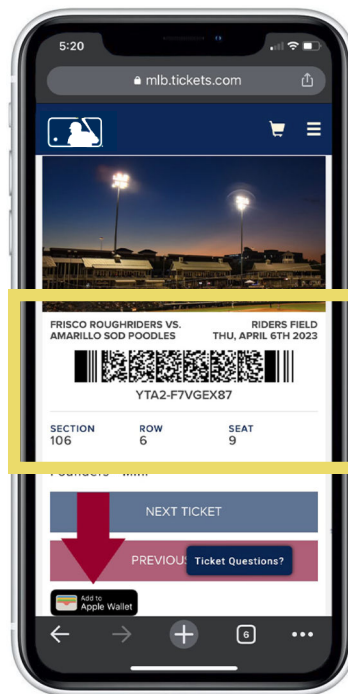 5:20
mlb.tickets.com
FRISCO ROUGHRIDERS VS. RIDERS FIELD
AMARILLO SOD POODLES THU, APRIL 6TH 2023
YTA2-F7VGEX87
SECTION ROW SEAT
106 6 9
NEXT TICKET
PREVIOU Ticket Questions?
Add to
Apple Wallet
6